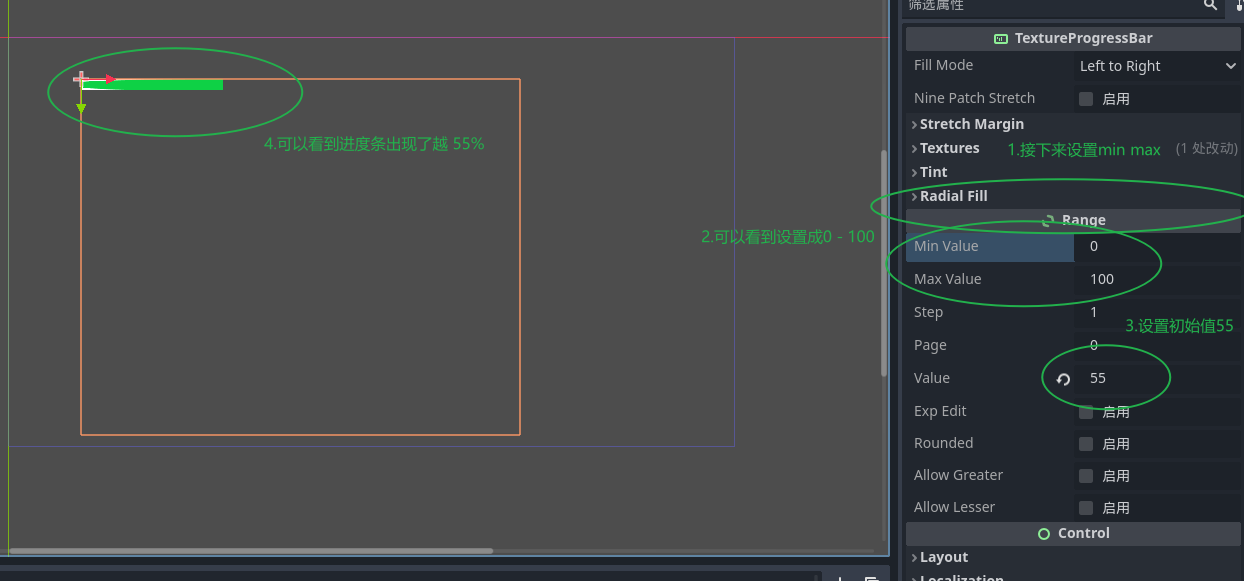 筛选属性
TextureProgressBar
Fill Mode
Left to Right
Nine Patch Stretch
启用
Stretch Margin
4.可以看到进度条出现了越 55%
Textures
1.接下来设置min max
(1 处改动)
Tint
Radial Fill
Range
2.可以看到设置成0 - 100
Min Value
0
Max Value
100
Step
1
3.设置初始值55
Page
0
Value
55
Exp Edit
启用
Rounded
启用
Allow Greater
启用
Allow Lesser
启用
Control
Layout
Localization